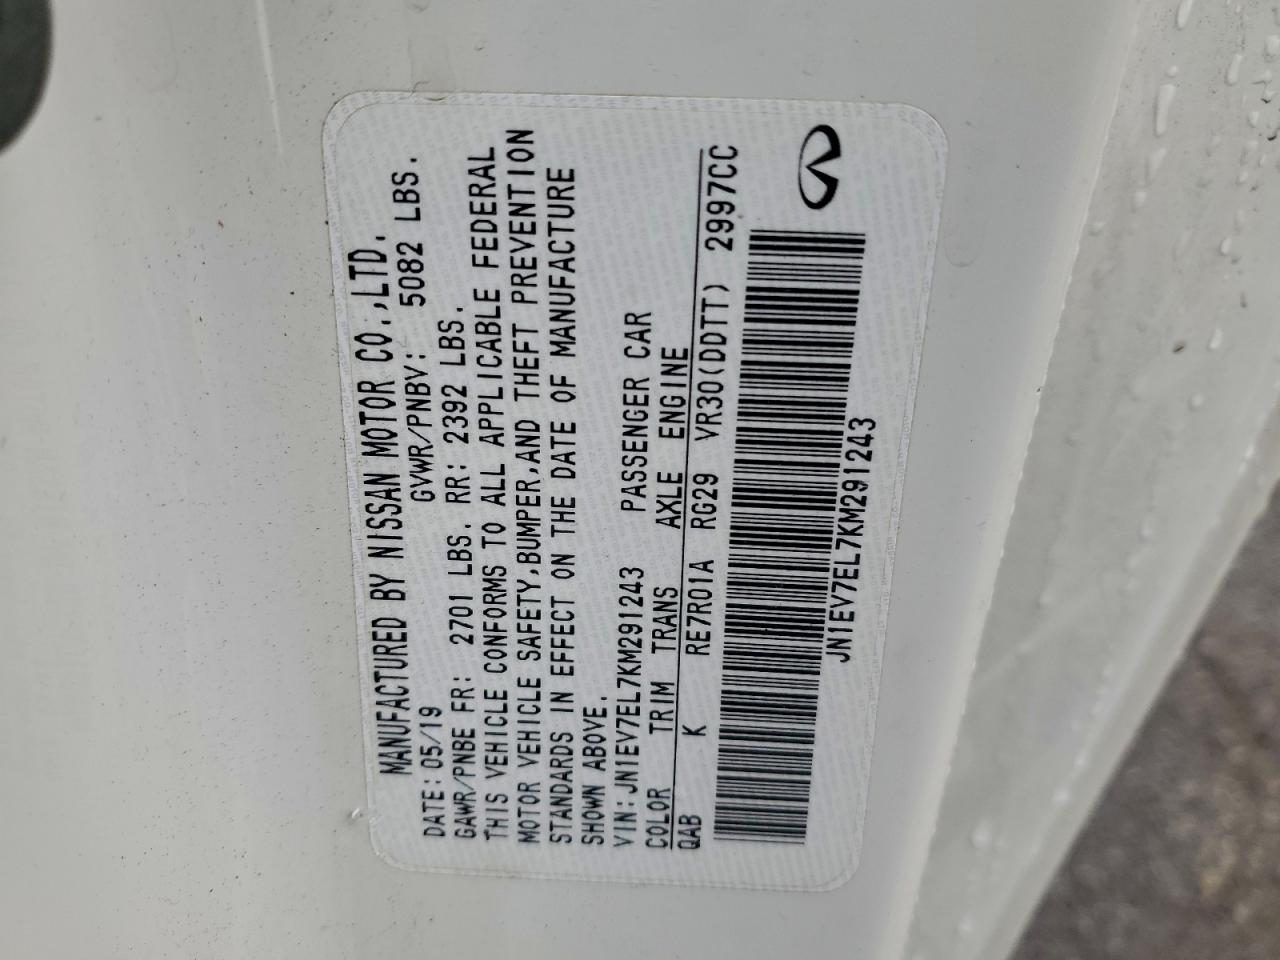 MANUFACTURED BY NISSAN MOTOR CO.,LTD.
DATE:05/19 GVWR/PNBV: 5082 LBS.
GAWR/PNBE FR: 2701 LBS. RR: 2392 LBS.
THIS VEHICLE CONFORMS TO ALL APPLICABLE FEDERAL
MOTOR VEHICLE SAFETY,BUMPER,AND THEFT PREVENTION
STANDARDS IN EFFECT ON THE DATE OF MANUFACTURE
SHOWN ABOVE.
VIN:JN1EV7EL7KM291243 PASSENGER CAR
COLOR TRIM TRANS AXLE ENGINE
QAB K RE7R01A RG29 VR30(DDTT) 2997CC
JN1EV7EL7KM291243